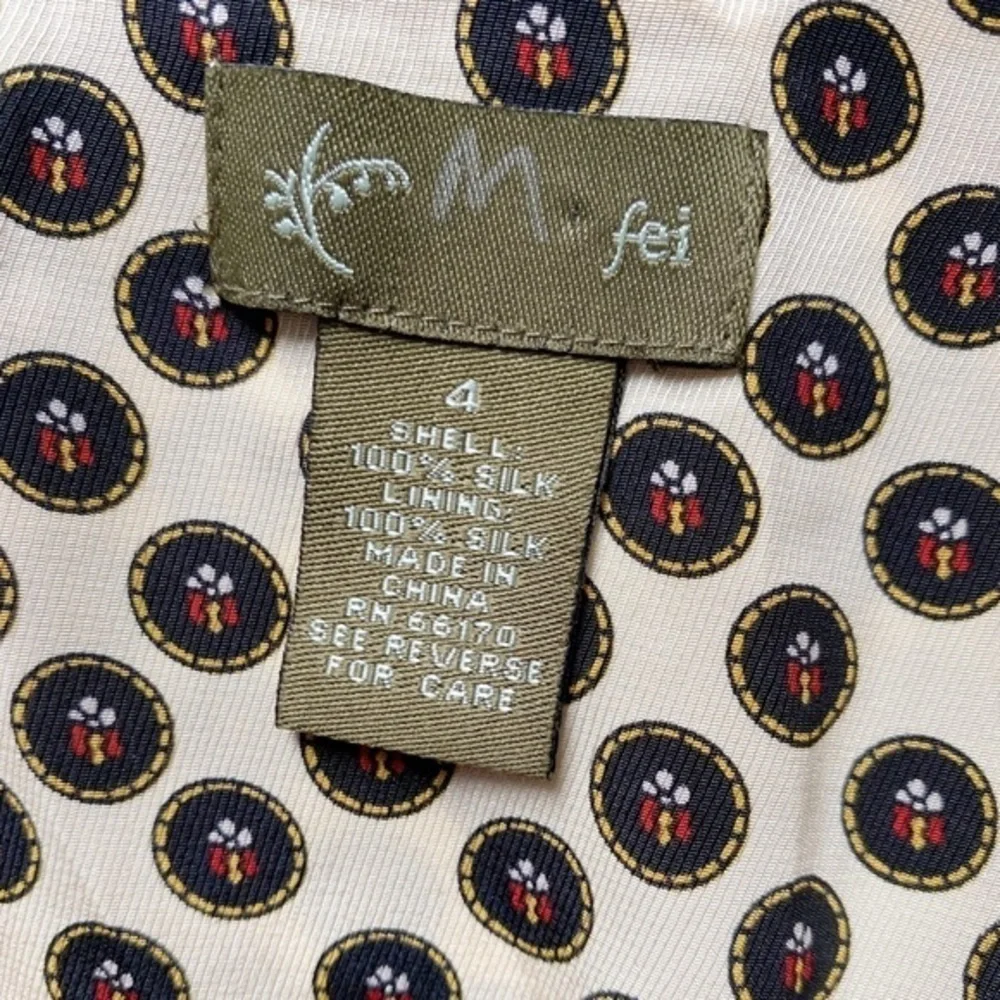 M fei
4
SHELL:
100% SILK
LINING:
100% SILK
MADE IN
CHINA
RN 66170
SEE REVERSE
FOR CARE